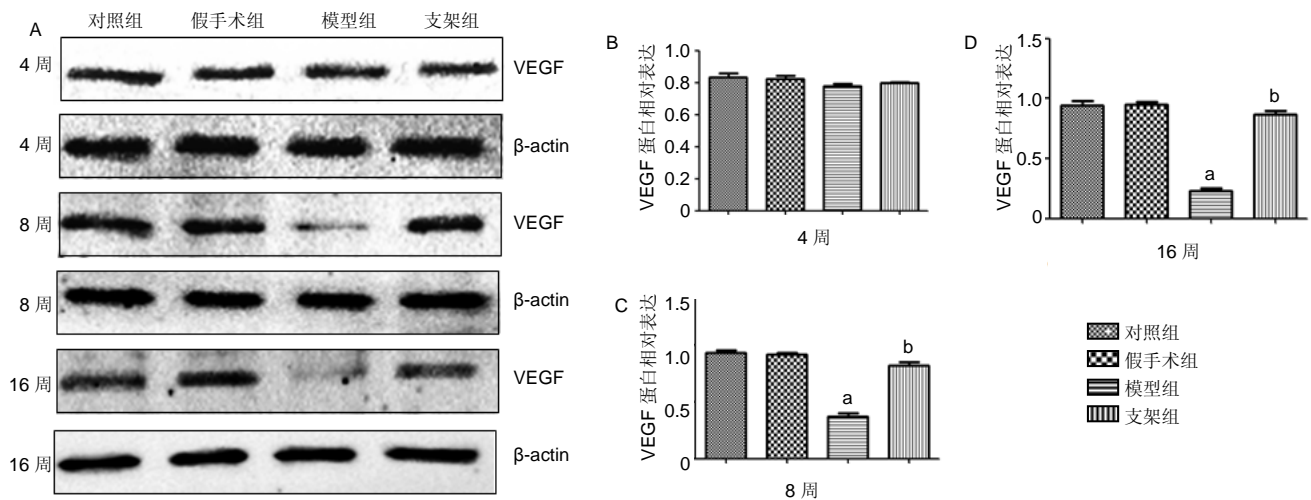 A
对照组 假手术组 模型组 支架组
4 周 VEGF
4 周 β-actin
8 周 VEGF
8 周 β-actin
16 周 VEGF
16 周 β-actin
B
VEGF 蛋白相对表达
1.0
0.8
0.6
0.4
0.2
0
4 周
C
VEGF 蛋白相对表达
1.5
1.0
0.5
0
a
b
8 周
D
VEGF 蛋白相对表达
1.5
1.0
1.5
0
a
b
16 周
对照组
假手术组
模型组
支架组